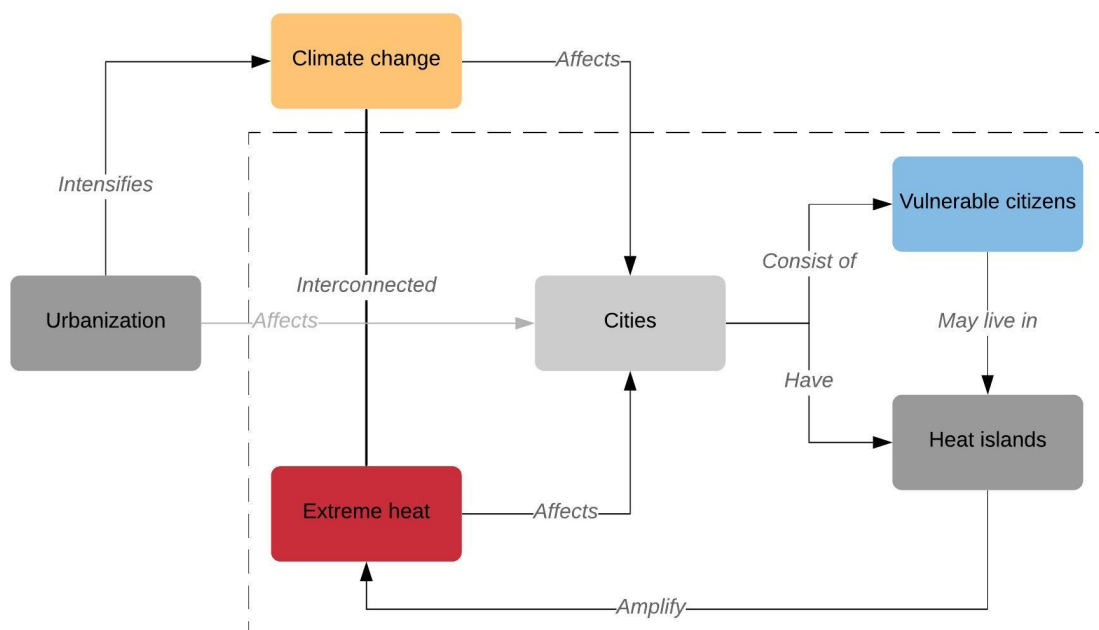 Climate change
Affects
Intensifies
Vulnerable citizens
Consist of
Interconnected
Urbanization
Affects
Cities
May live in
Have
Heat islands
Extreme heat
Affects
Amplify